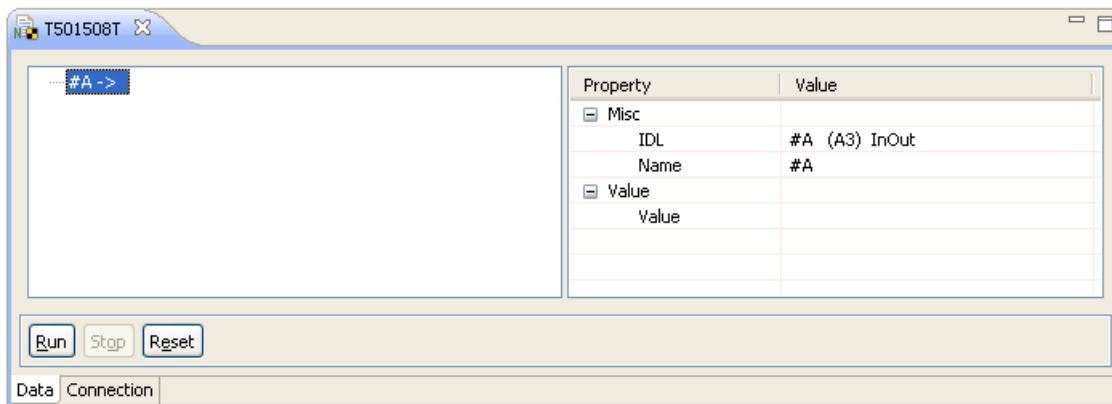 T501508T
#A ->
Property Value
Misc
IDL #A (A3) InOut
Name #A
Value
Value
Run Stop Reset
Data Connection